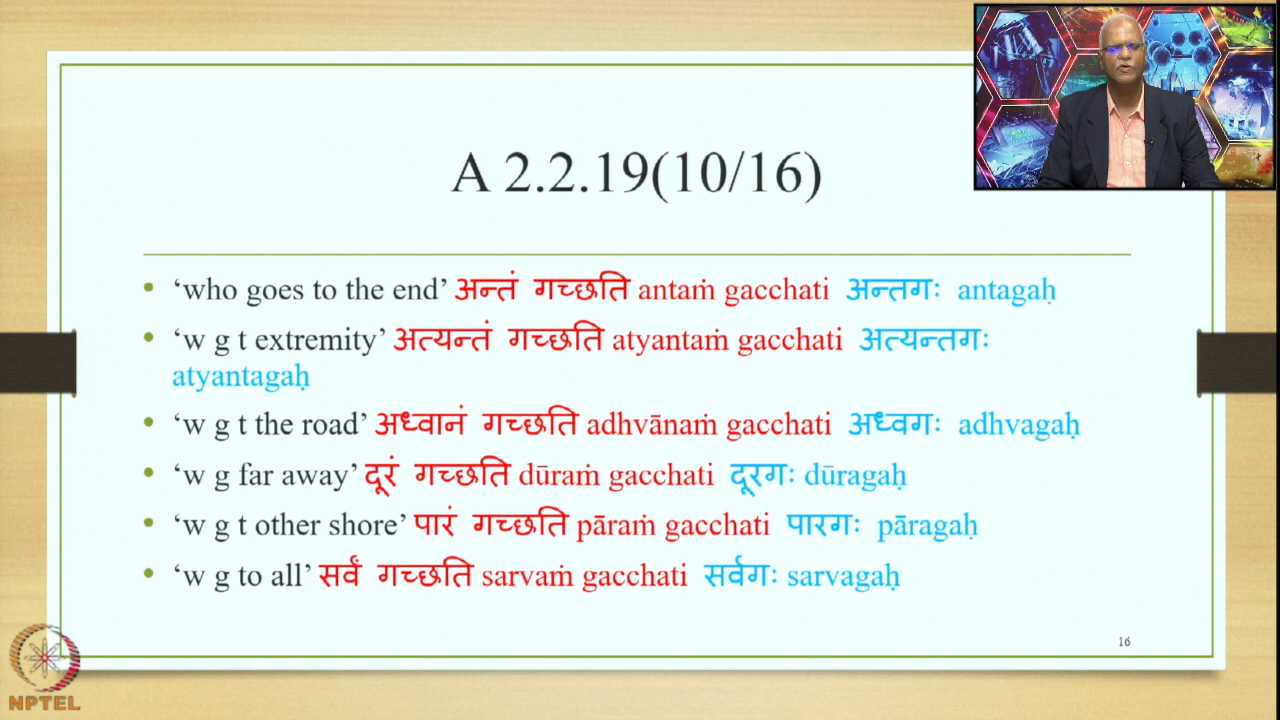 A 2.2.19(10/16)
• ‘who goes to the end’ अन्तं गच्छति antaṁ gacchati अन्तगः antagaḥ
• ‘w g t extremity’ अत्यन्तं गच्छति atyantaṁ gacchati अत्यन्तगः
atyantagaḥ
• ‘w g t the road’ अध्वानं गच्छति adhvānaṁ gacchati अध्वगः adhvagaḥ
• ‘w g far away’ दूरं गच्छति dūraṁ gacchati दूरगः dūragaḥ
• ‘w g t other shore’ पारं गच्छति pāraṁ gacchati पारगः pāragaḥ
• ‘w g to all’ सर्वं गच्छति sarvaṁ gacchati सर्वगः sarvagaḥ
16
NPTEL